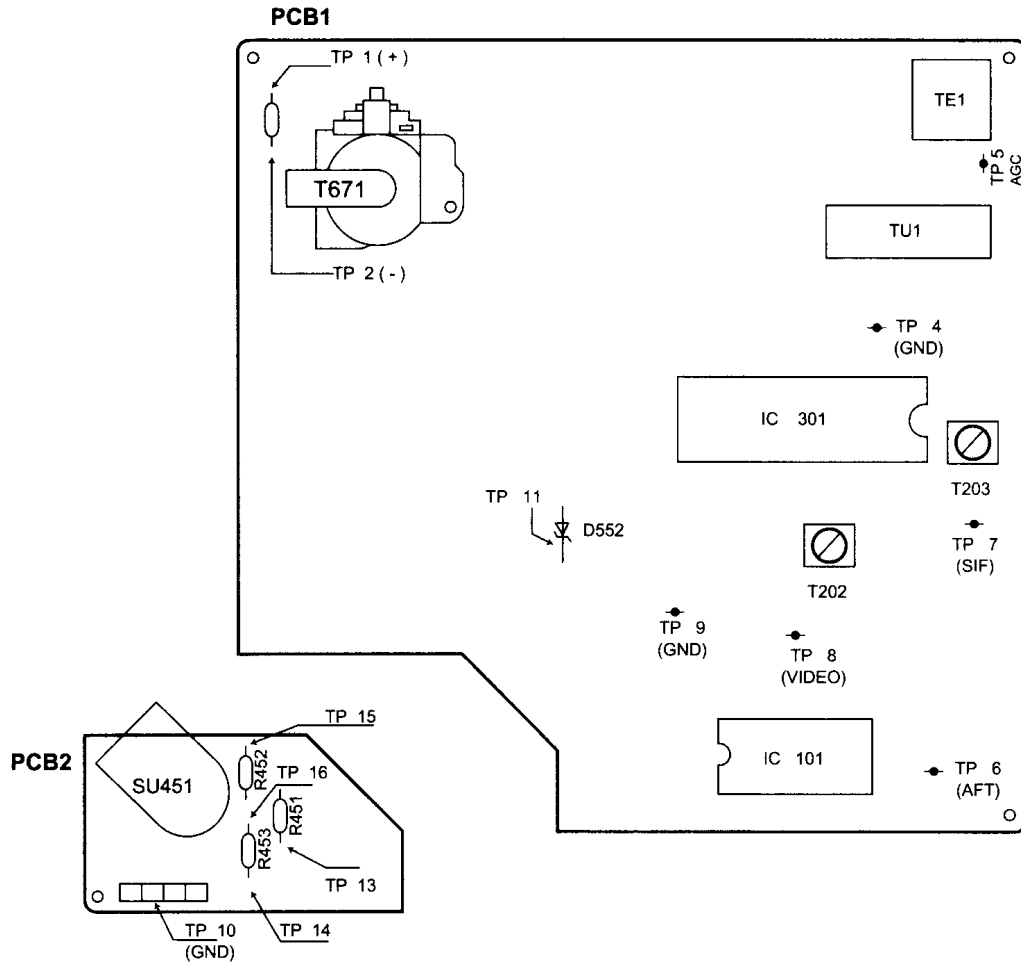 PCB1
TP 1 ( + )
TE1
TP 5
AGC
T671
TU1
TP 2 ( - )
TP 4
(GND)
IC 301
T203
TP 11
D552
TP 7
(SIF)
T202
TP 9
(GND)
TP 8
(VIDEO)
TP 15
PCB2
R452
TP 16
SU451
R451
R453
IC 101
TP 6
(AFT)
TP 13
TP 10
(GND)
TP 14